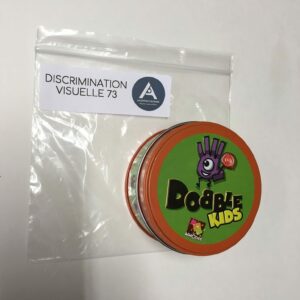 DISCRIMINATION
VISUELLE 73
DOBBLE
KIDS